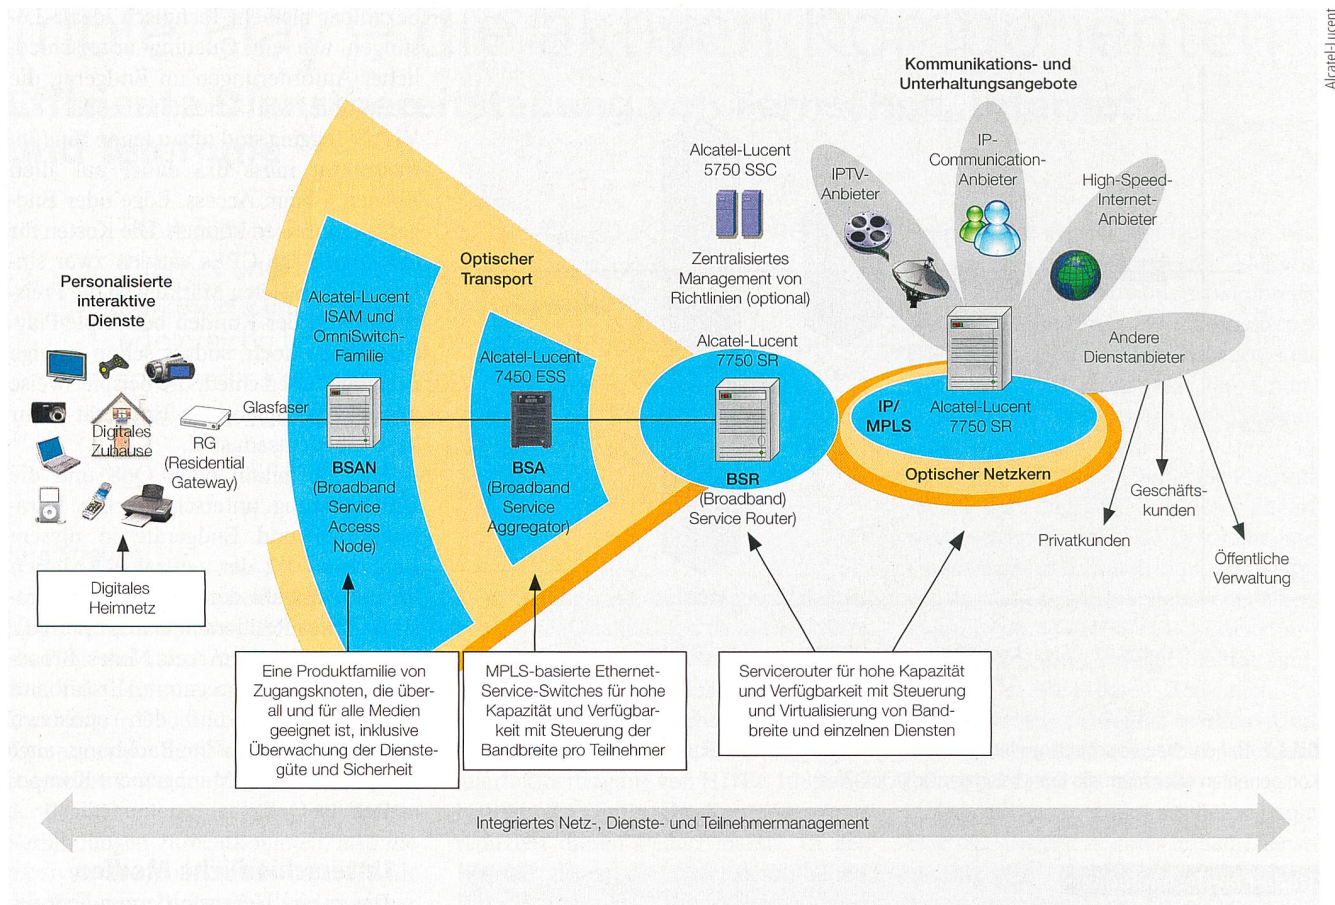 Alcatel-Lucent
Kommunikations- und
Unterhaltungsangebote
Alcatel-Lucent
5750 SSC
Zentralisiertes
Management von
Richtlinien (optional)
IPTV-
Anbieter
IP-
Communication-
Anbieter
High-Speed-
Internet-
Anbieter
Andere
Dienstanbieter
Optischer
Transport
Personalisierte
interaktive
Dienste
Digitales
Zuhause
RG
(Residential
Gateway)
Glasfaser
Alcatel-Lucent
ISAM und
OmniSwitch-
Familie
BSAN
(Broadband
Service
Access
Node)
Alcatel-Lucent
7450 ESS
BSA
(Broadband
Service
Aggregator)
Alcatel-Lucent
7750 SR
BSR
(Broadband)
Service Router)
IP/
MPLS
Alcatel-Lucent
7750 SR
Optischer Netzkern
Privatkunden
Geschäfts-
kunden
Öffentliche
Verwaltung
Digitales
Heimnetz
Eine Produktfamilie von
Zugangsknoten, die über-
all und für alle Medien
geeignet ist, inklusive
Überwachung der Dienste-
güte und Sicherheit
MPLS-basierte Ethernet-
Service-Switches für hohe
Kapazität und Verfügbar-
keit mit Steuerung der
Bandbreite pro Teilnehmer
Servicerouter für hohe Kapazität
und Verfügbarkeit mit Steuerung
und Virtualisierung von Band-
breite und einzelnen Diensten
Integriertes Netz-, Dienste- und Teilnehmermanagement